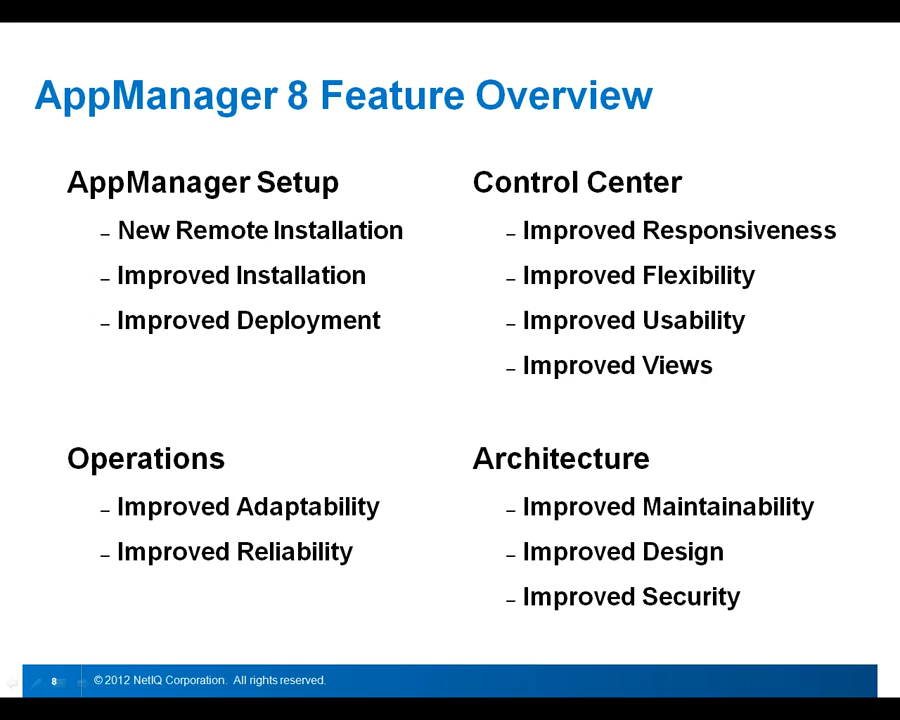 AppManager 8 Feature Overview
AppManager Setup
– New Remote Installation
– Improved Installation
– Improved Deployment
Control Center
– Improved Responsiveness
– Improved Flexibility
– Improved Usability
– Improved Views
Operations
– Improved Adaptability
– Improved Reliability
Architecture
– Improved Maintainability
– Improved Design
– Improved Security
8
© 2012 NetIQ Corporation. All rights reserved.